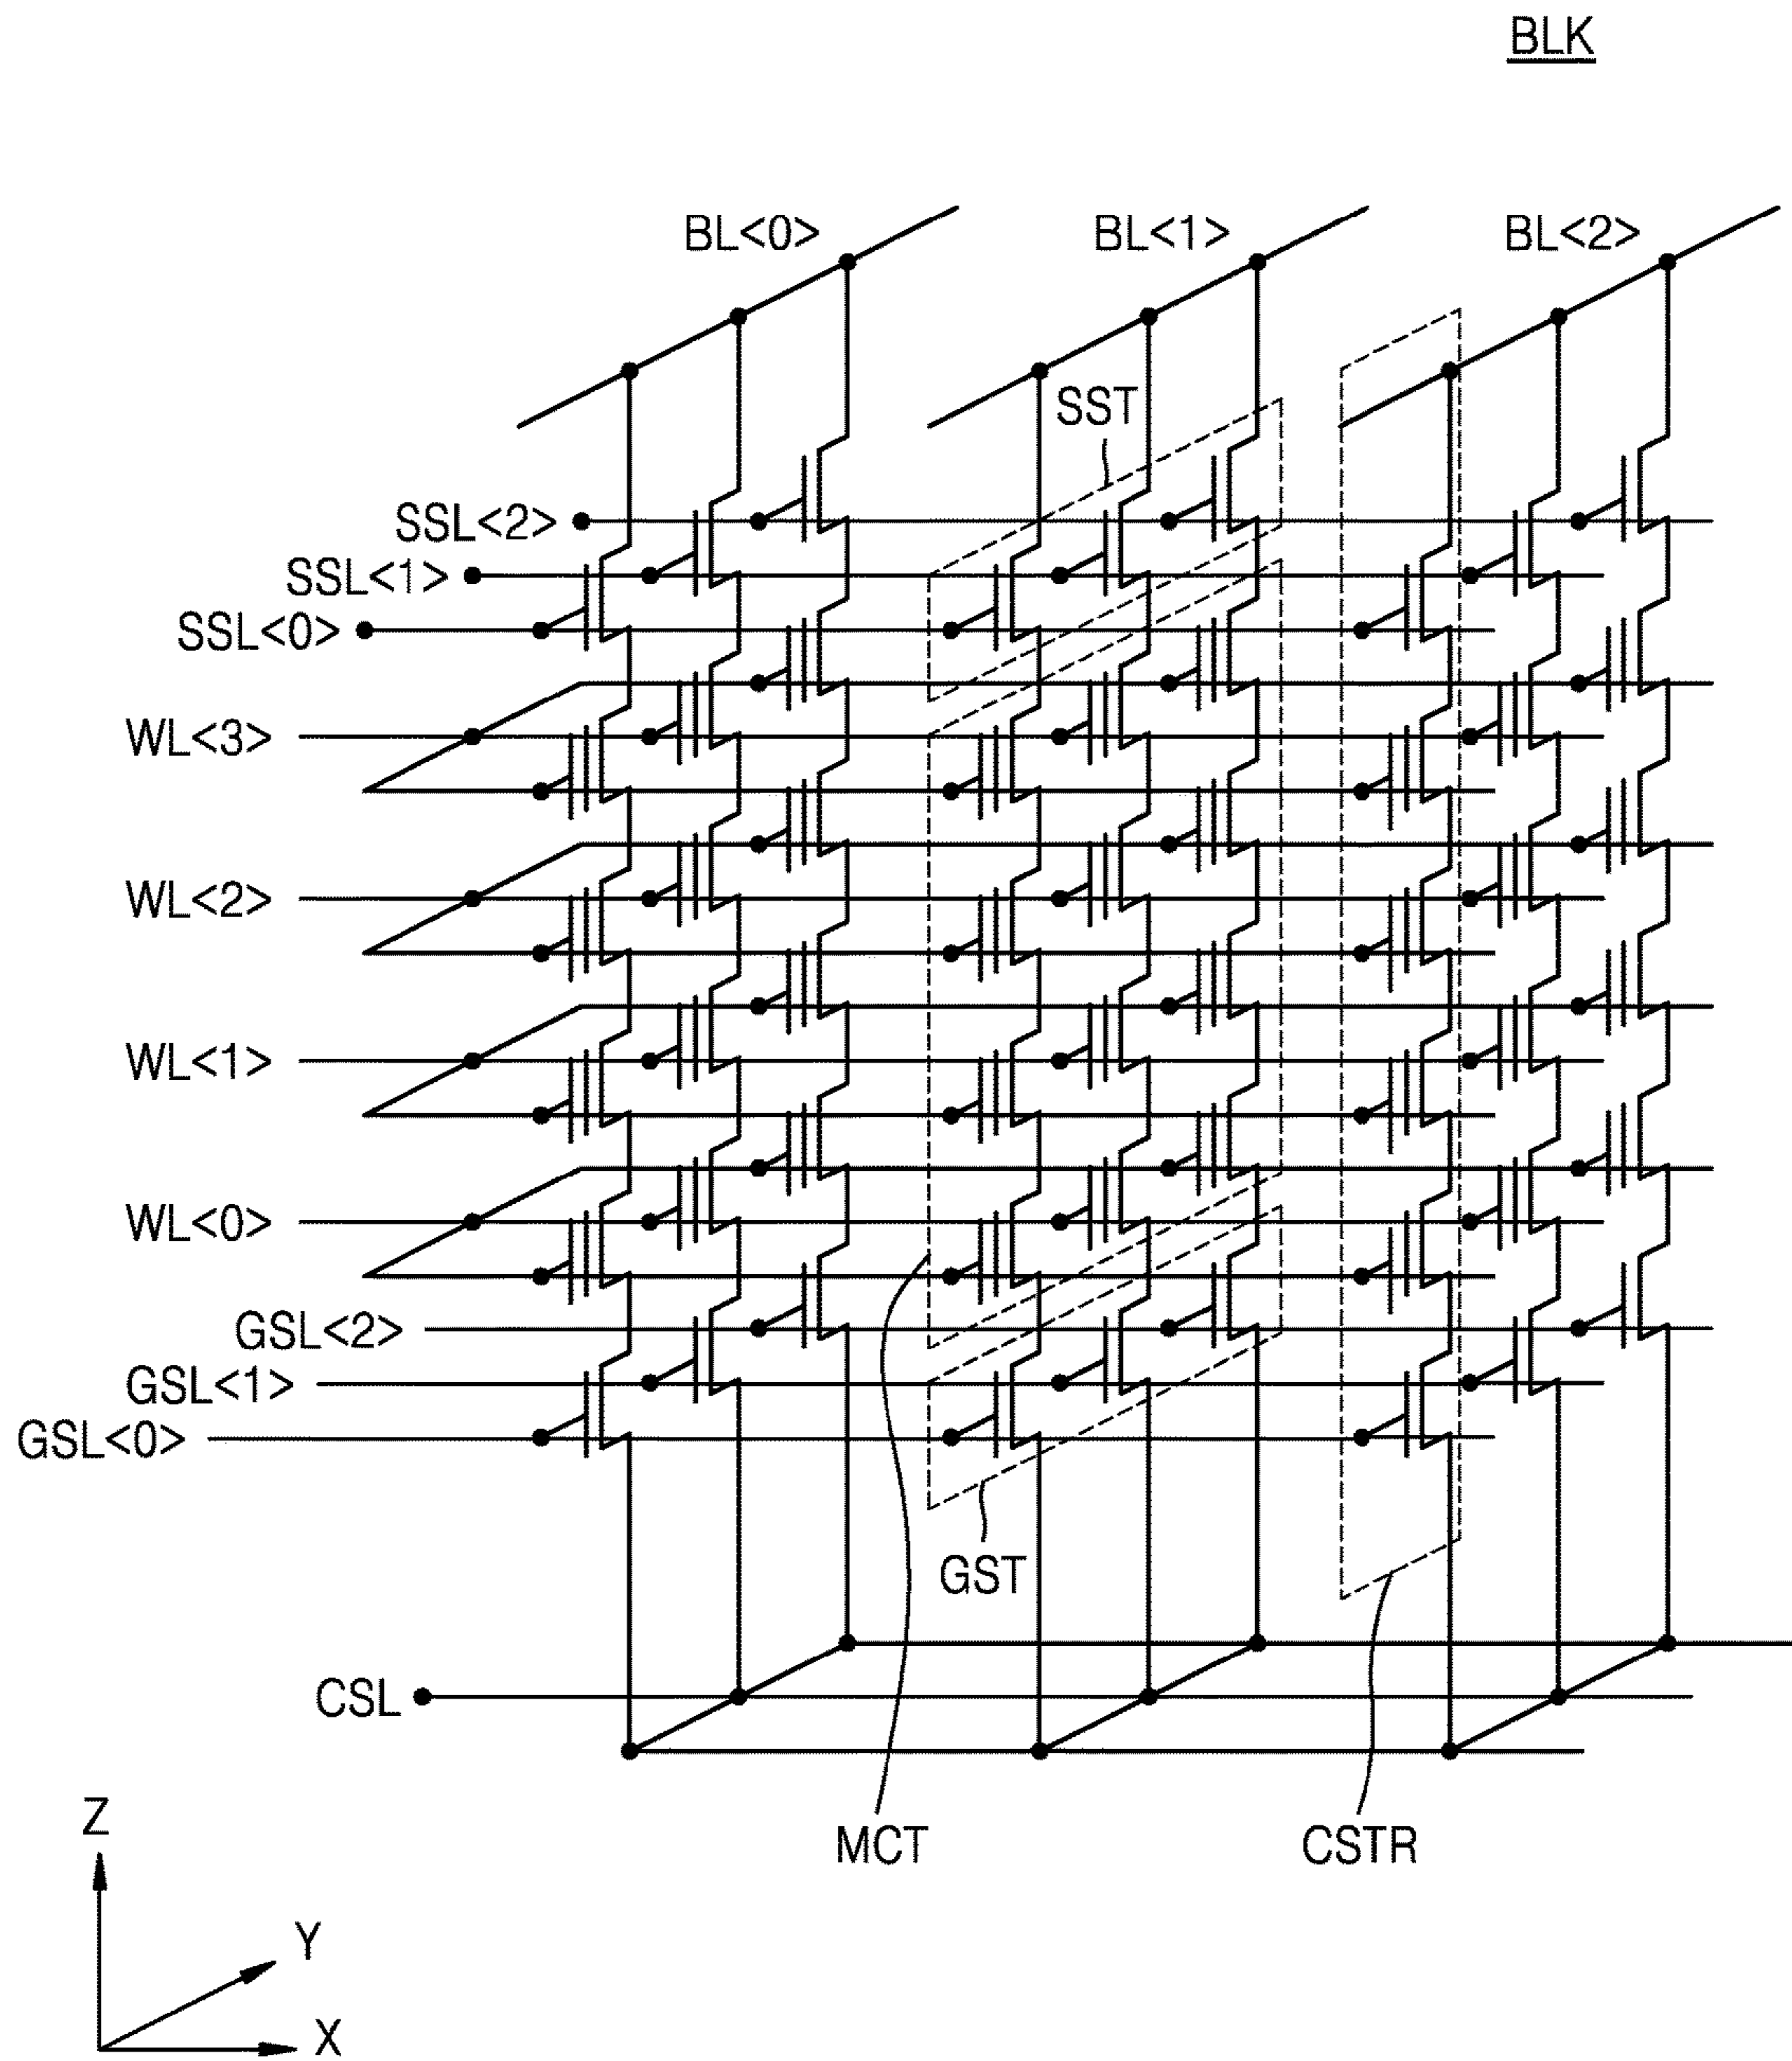 BLK
BL<0>
BL<1>
BL<2>
SST
SSL<2>
SSL<1>
SSL<0>
WL<3>
WL<2>
WL<1>
WL<0>
GSL<2>
GSL<1>
GSL<0>
GST
CSL
MCT
CSTR
Z
Y
X